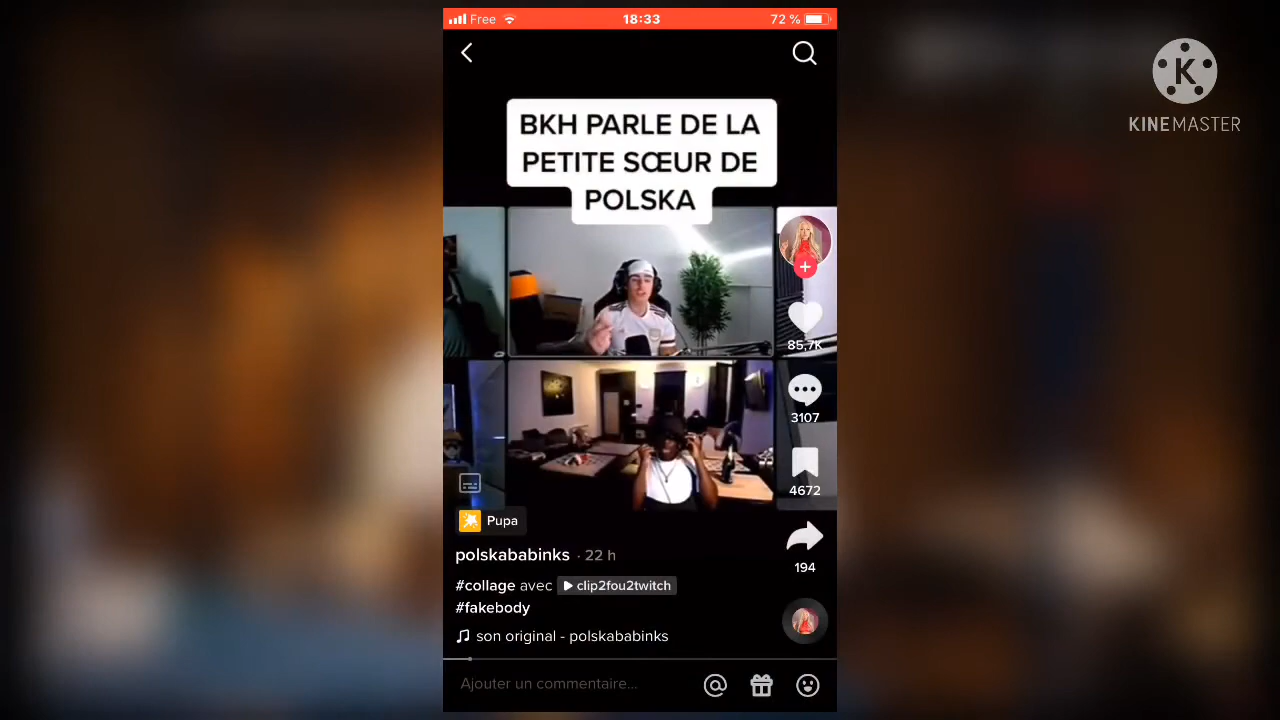 Free 18:33 72 %
KINEMASTER
BKH PARLE DE LA
PETITE SŒUR DE
POLSKA
85,7K
3107
4672
Pupa
polskababinks · 22 h
194
#collage avec clip2fou2twitch
#fakebody
son original - polskababinks
Ajouter un commentaire...